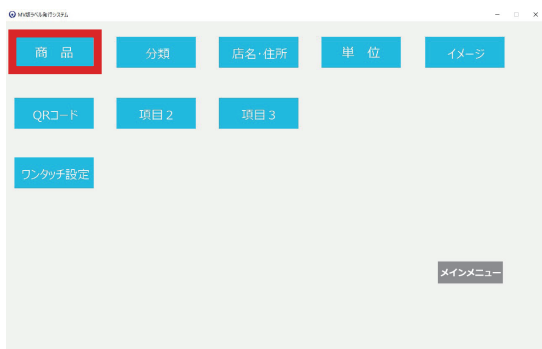 MV版ラベル発行システム
商 品
分類
店名・住所
単 位
イメージ
QRコード
項目２
項目３
ワンタッチ設定
メインメニュー